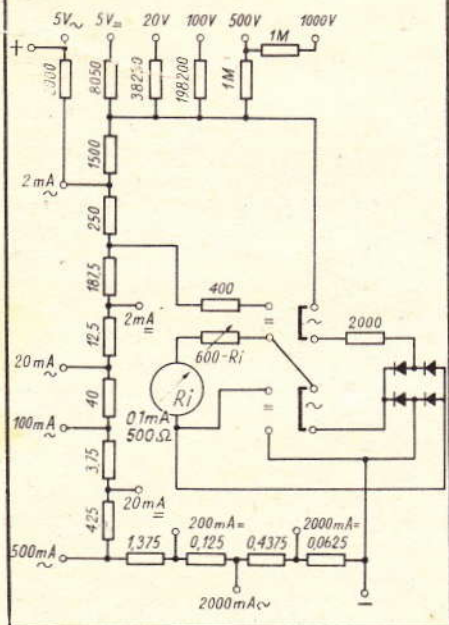 5V~ 5V= 20V 100V 500V 1000V
+
1M
8050
198200
1M
1500
2mA~
250
187,5
400
=
~
2000
2mA=
12,5
600-Ri
20mA~
Ri
=
~
40
0,1mA
500Ω
100mA~
3,75
20mA=
425
200mA= 2000mA=
500mA~
1,375 0,125 0,4375 0,0625
2000mA~
−